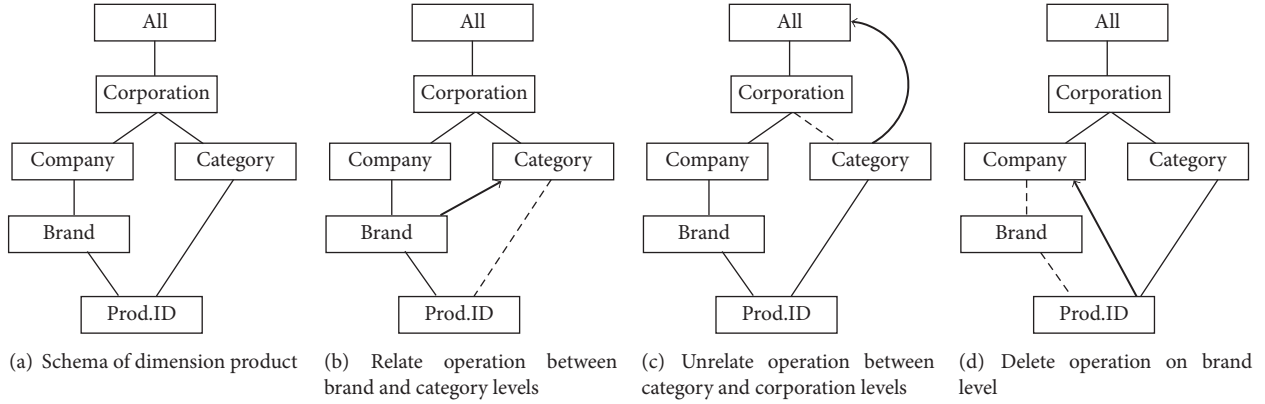 All
Corporation
Company
Category
Brand
Prod.ID
(a) Schema of dimension product
All
Corporation
Company
Category
Brand
Prod.ID
(b) Relate operation between
brand and category levels
All
Corporation
Company
Category
Brand
Prod.ID
(c) Unrelate operation between
category and corporation levels
All
Corporation
Company
Category
Brand
Prod.ID
(d) Delete operation on brand
level